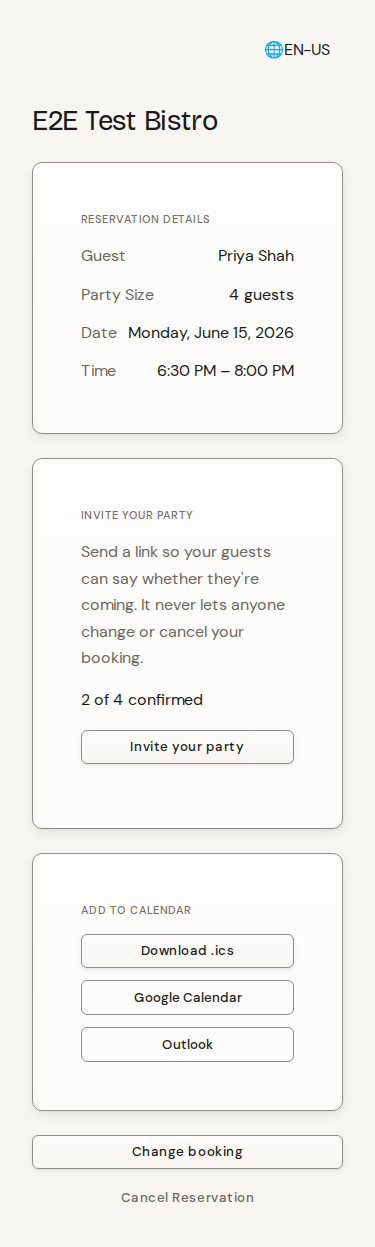 🌐EN-US
E2E Test Bistro
RESERVATION DETAILS
Guest Priya Shah
Party Size 4 guests
Date Monday, June 15, 2026
Time 6:30 PM – 8:00 PM
INVITE YOUR PARTY
Send a link so your guests
can say whether they're
coming. It never lets anyone
change or cancel your
booking.
2 of 4 confirmed
Invite your party
ADD TO CALENDAR
Download .ics
Google Calendar
Outlook
Change booking
Cancel Reservation